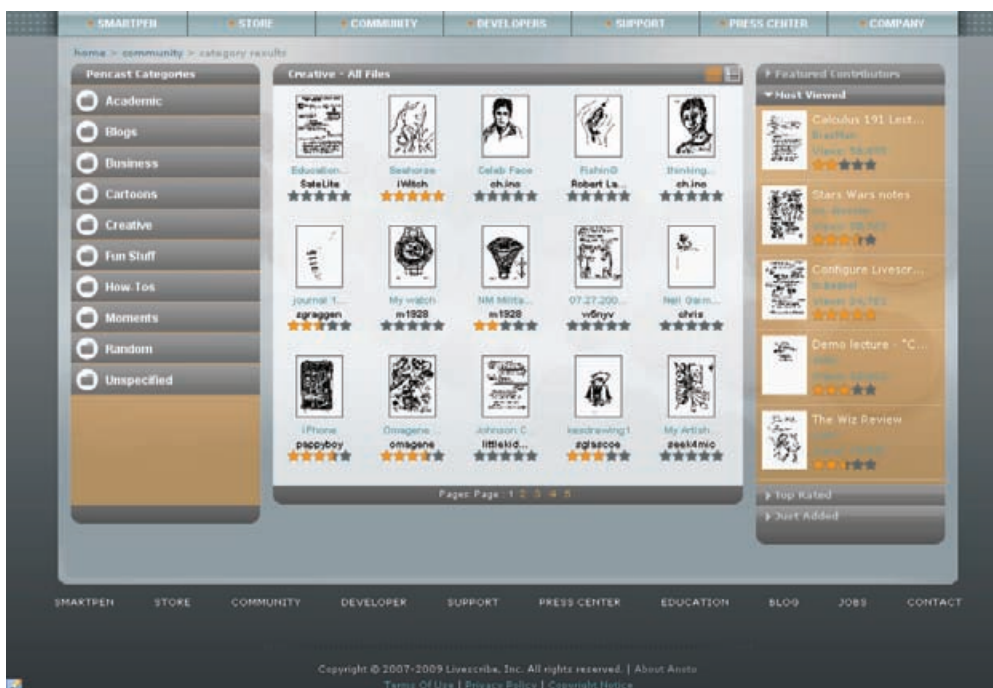 SMARTPEN STORE COMMUNITY DEVELOPERS SUPPORT PRESS CENTER COMPANY
home > community > category results
Pencast Categories
Academic
Blogs
Business
Cartoons
Creative
Fun Stuff
How-Tos
Moments
Random
Unspecified
Creative - All Files
Education... Seahorse Celeb Face Fishin@ thinking...
SateLite iWitch ch.ino Robert La... ch.ino
journal 1... My watch NM Milita... 07.27.200... Neil Gaim...
zgraggen m1928 m1928 w6nyv chris
iPhone Omagene ... Johnson C... My Artish...
pappyboy omagene littlekid... seek4mic
Pages: Page: 1 2 3 4 5
Featured Contributors
Most Viewed
Calculus 191 Lect...
Stars Wars notes
Configure Livescr...
Demo lecture - "C...
The Wiz Review
Top Rated
Just Added
SMARTPEN STORE COMMUNITY DEVELOPER SUPPORT PRESS CENTER EDUCATION BLOG JOBS CONTACT
Copyright © 2007-2009 Livescribe, Inc. All rights reserved. | About Anoto
Terms Of Use | Privacy Policy | Copyright Notice